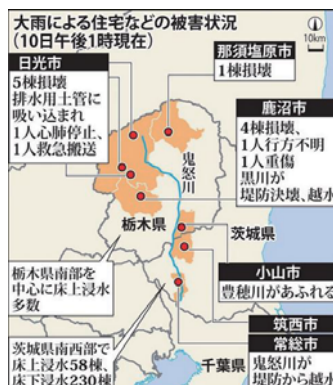 大雨による住宅などの被害状況
(10日午後1時現在)
10km
日光市
5棟損壊
排水用土管に
吸い込まれ
1人心肺停止、
1人救急搬送
那須塩原市
1棟損壊
鹿沼市
4棟損壊、
1人行方不明
1人重傷
黒川が
堤防決壊、越水
鬼怒川
栃木県
茨城県
小山市
豊穂川があふれる
栃木県南部を
中心に床上浸水
多数
筑西市
常総市
鬼怒川が
堤防から越水
茨城県南西部で
床上浸水58棟、
床下浸水230棟
千葉県